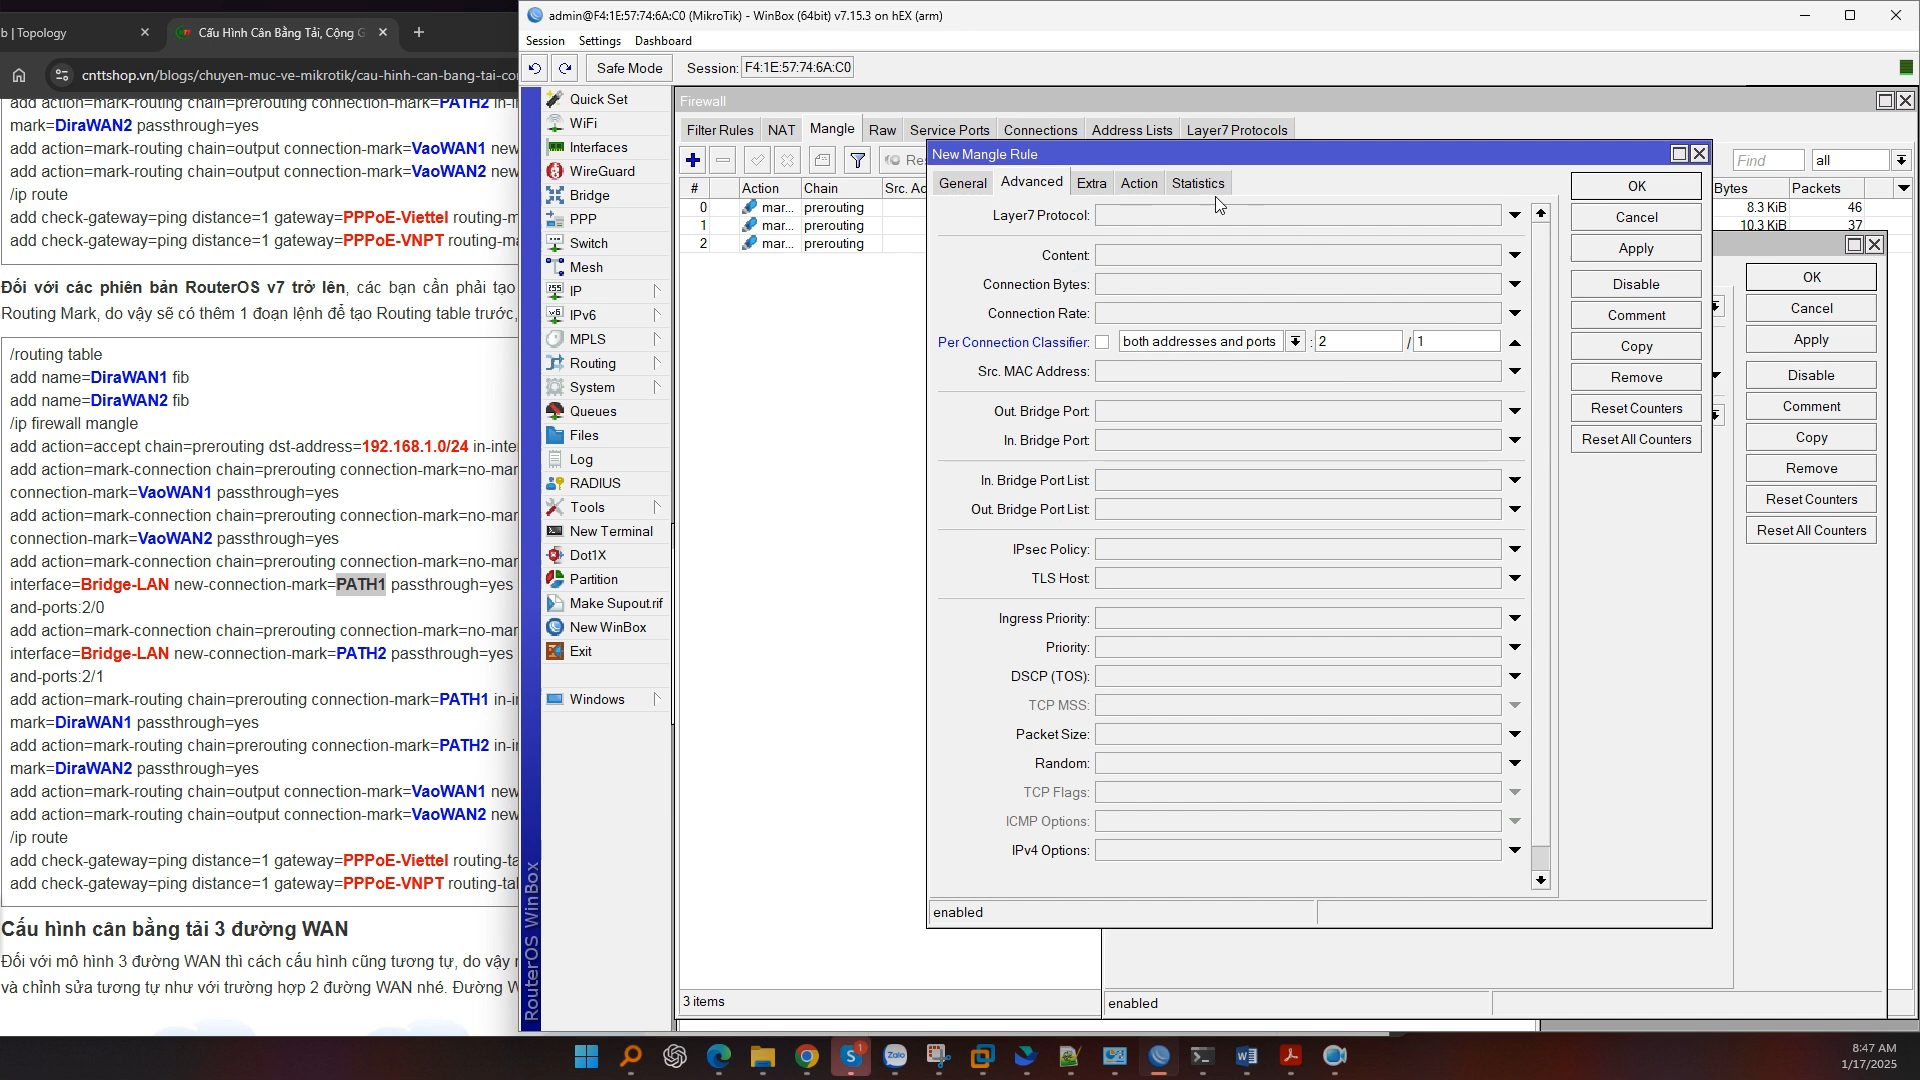 b | Topology
Cấu Hình Cân Bằng Tải, Cộng G
cnttshop.vn/blogs/chuyen-muc-ve-mikrotik/cau-hinh-can-bang-tai-co
add action=mark-routing chain=prerouting connection-mark=PATH2 in-i
mark=DiraWAN2 passthrough=yes
add action=mark-routing chain=output connection-mark=VaoWAN1 new
add action=mark-routing chain=output connection-mark=VaoWAN2 new
/ip route
add check-gateway=ping distance=1 gateway=PPPoE-Viettel routing-m
add check-gateway=ping distance=1 gateway=PPPoE-VNPT routing-ma
Đối với các phiên bản RouterOS v7 trở lên, các bạn cần phải tạo
Routing Mark, do vậy sẽ có thêm 1 đoạn lệnh để tạo Routing table trước,
/routing table
add name=DiraWAN1 fib
add name=DiraWAN2 fib
/ip firewall mangle
add action=accept chain=prerouting dst-address=192.168.1.0/24 in-inte
add action=mark-connection chain=prerouting connection-mark=no-mar
connection-mark=VaoWAN1 passthrough=yes
add action=mark-connection chain=prerouting connection-mark=no-mar
connection-mark=VaoWAN2 passthrough=yes
add action=mark-connection chain=prerouting connection-mark=no-mar
interface=Bridge-LAN new-connection-mark=PATH1 passthrough=yes
and-ports:2/0
add action=mark-connection chain=prerouting connection-mark=no-mar
interface=Bridge-LAN new-connection-mark=PATH2 passthrough=yes
and-ports:2/1
add action=mark-routing chain=prerouting connection-mark=PATH1 in-i
mark=DiraWAN1 passthrough=yes
add action=mark-routing chain=prerouting connection-mark=PATH2 in-i
mark=DiraWAN2 passthrough=yes
add action=mark-routing chain=output connection-mark=VaoWAN1 new
add action=mark-routing chain=output connection-mark=VaoWAN2 new
/ip route
add check-gateway=ping distance=1 gateway=PPPoE-Viettel routing-ta
add check-gateway=ping distance=1 gateway=PPPoE-VNPT routing-tal
Cấu hình cân bằng tải 3 đường WAN
Đối với mô hình 3 đường WAN thì cách cấu hình cũng tương tự, do vậy
và chỉnh sửa tương tự như với trường hợp 2 đường WAN nhé. Đường W
admin@F4:1E:57:74:6A:C0 (MikroTik) - WinBox (64bit) v7.15.3 on hEX (arm)
Session Settings Dashboard
Safe Mode Session: F4:1E:57:74:6A:C0
Quick Set
WiFi
Interfaces
WireGuard
Bridge
PPP
Switch
Mesh
IP
IPv6
MPLS
Routing
System
Queues
Files
Log
RADIUS
Tools
New Terminal
Dot1X
Partition
Make Supout.rif
New WinBox
Exit
Windows
RouterOS WinBox
Firewall
Filter Rules NAT Mangle Raw Service Ports Connections Address Lists Layer7 Protocols
Res
Find all
# Action Chain Src. Ad Bytes Packets
0 mar... prerouting 8.3 KiB 46
1 mar... prerouting 10.3 KiB 37
2 mar... prerouting
3 items
New Mangle Rule
General Advanced Extra Action Statistics
Layer7 Protocol:
Content:
Connection Bytes:
Connection Rate:
Per Connection Classifier: both addresses and ports : 2 / 1
Src. MAC Address:
Out. Bridge Port:
In. Bridge Port:
In. Bridge Port List:
Out. Bridge Port List:
IPsec Policy:
TLS Host:
Ingress Priority:
Priority:
DSCP (TOS):
TCP MSS:
Packet Size:
Random:
TCP Flags:
ICMP Options:
IPv4 Options:
enabled
OK
Cancel
Apply
Disable
Comment
Copy
Remove
Reset Counters
Reset All Counters
OK
Cancel
Apply
Disable
Comment
Copy
Remove
Reset Counters
Reset All Counters
enabled
Zalo
1
8:47 AM
1/17/2025